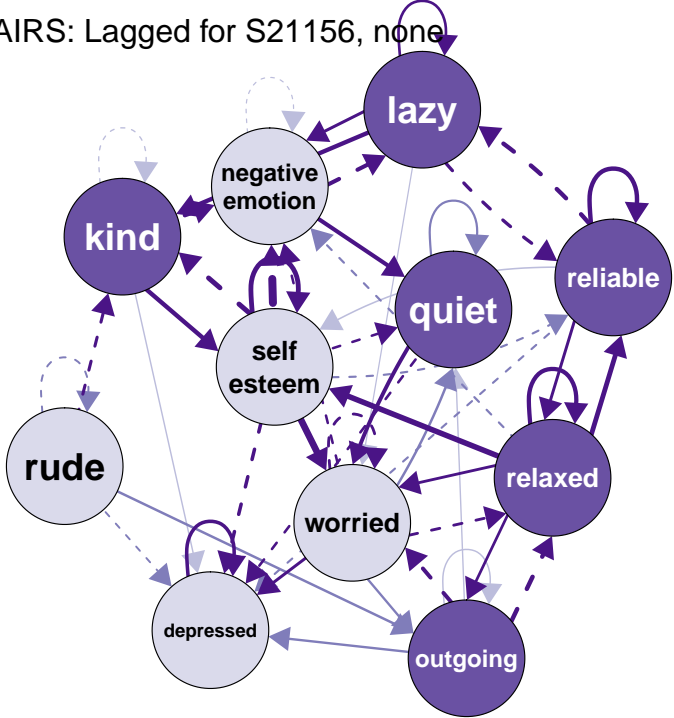 AIRS: Lagged for S21156, none
lazy
negative
emotion
kind
reliable
quiet
self
esteem
rude
relaxed
worried
depressed
outgoing